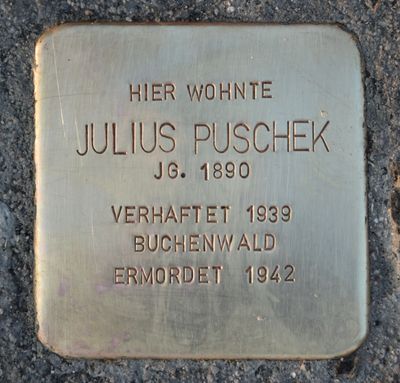 HIER WOHNTE
JULIUS PUSCHEK
JG. 1890
VERHAFTET 1939
BUCHENWALD
ERMORDET 1942